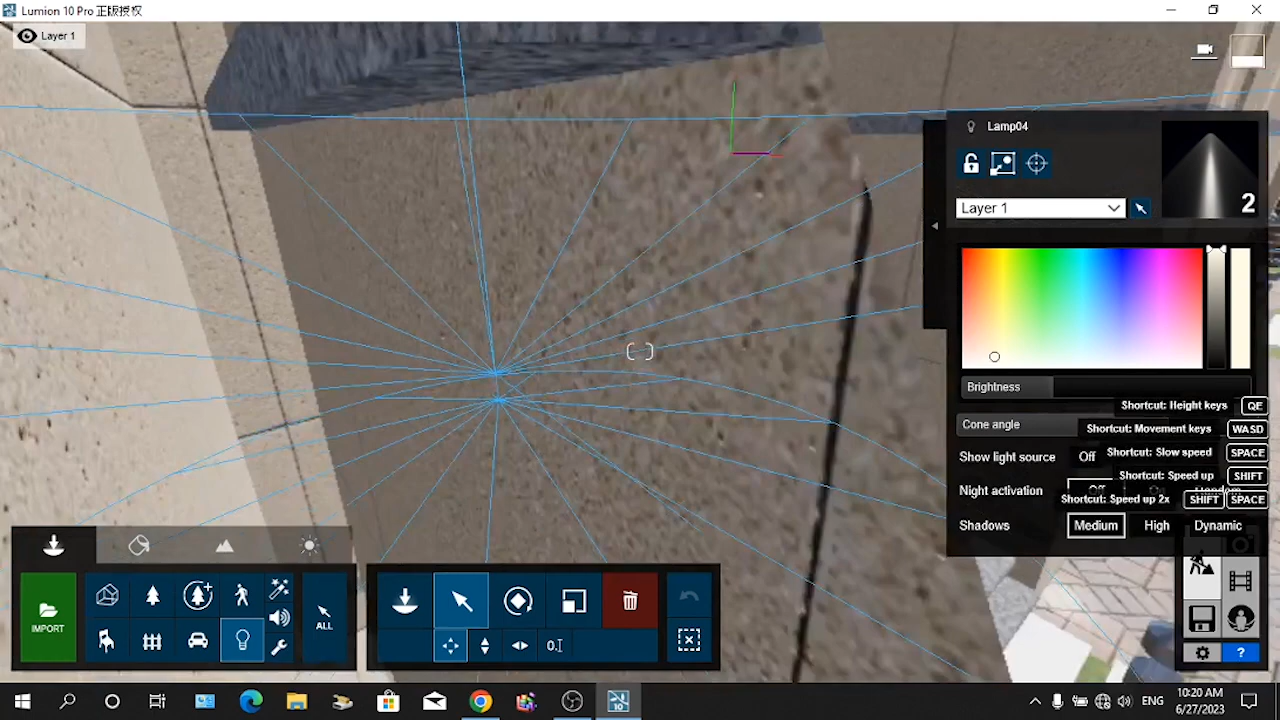 Lumion 10 Pro 正版授权
Layer 1
Lamp04
2
Layer 1
Brightness
Shortcut: Height keys QE
Cone angle
Shortcut: Movement keys WASD
Show light source Off
Shortcut: Slow speed SPACE
Shortcut: Speed up SHIFT
Night activation Off Random
Shortcut: Speed up 2x SHIFT SPACE
Shadows Medium High Dynamic
IMPORT
ALL
?
10
ENG
10:20 AM
6/27/2023